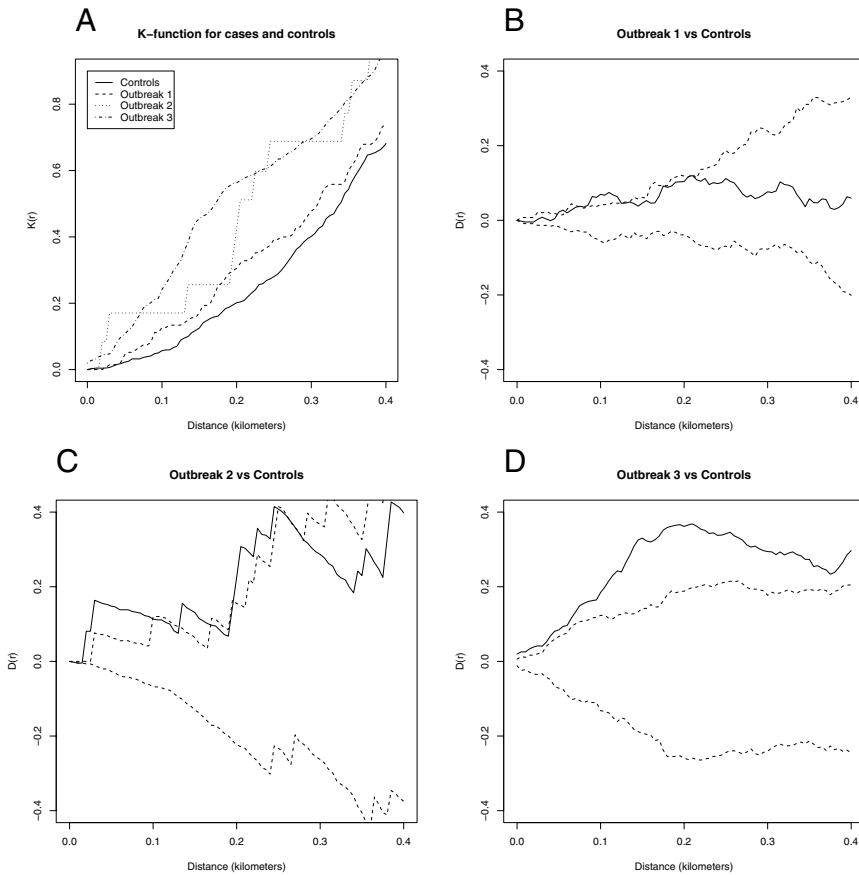 A
K−function for cases and controls
Controls
Outbreak 1
Outbreak 2
Outbreak 3
K(r)
0.8
0.6
0.4
0.2
0.0
0.0 0.1 0.2 0.3 0.4
Distance (kilometers)
B
Outbreak 1 vs Controls
D(r)
0.4
0.2
0.0
−0.2
−0.4
0.0 0.1 0.2 0.3 0.4
Distance (kilometers)
C
Outbreak 2 vs Controls
D(r)
0.4
0.2
0.0
−0.2
−0.4
0.0 0.1 0.2 0.3 0.4
Distance (kilometers)
D
Outbreak 3 vs Controls
D(r)
0.4
0.2
0.0
−0.2
−0.4
0.0 0.1 0.2 0.3 0.4
Distance (kilometers)